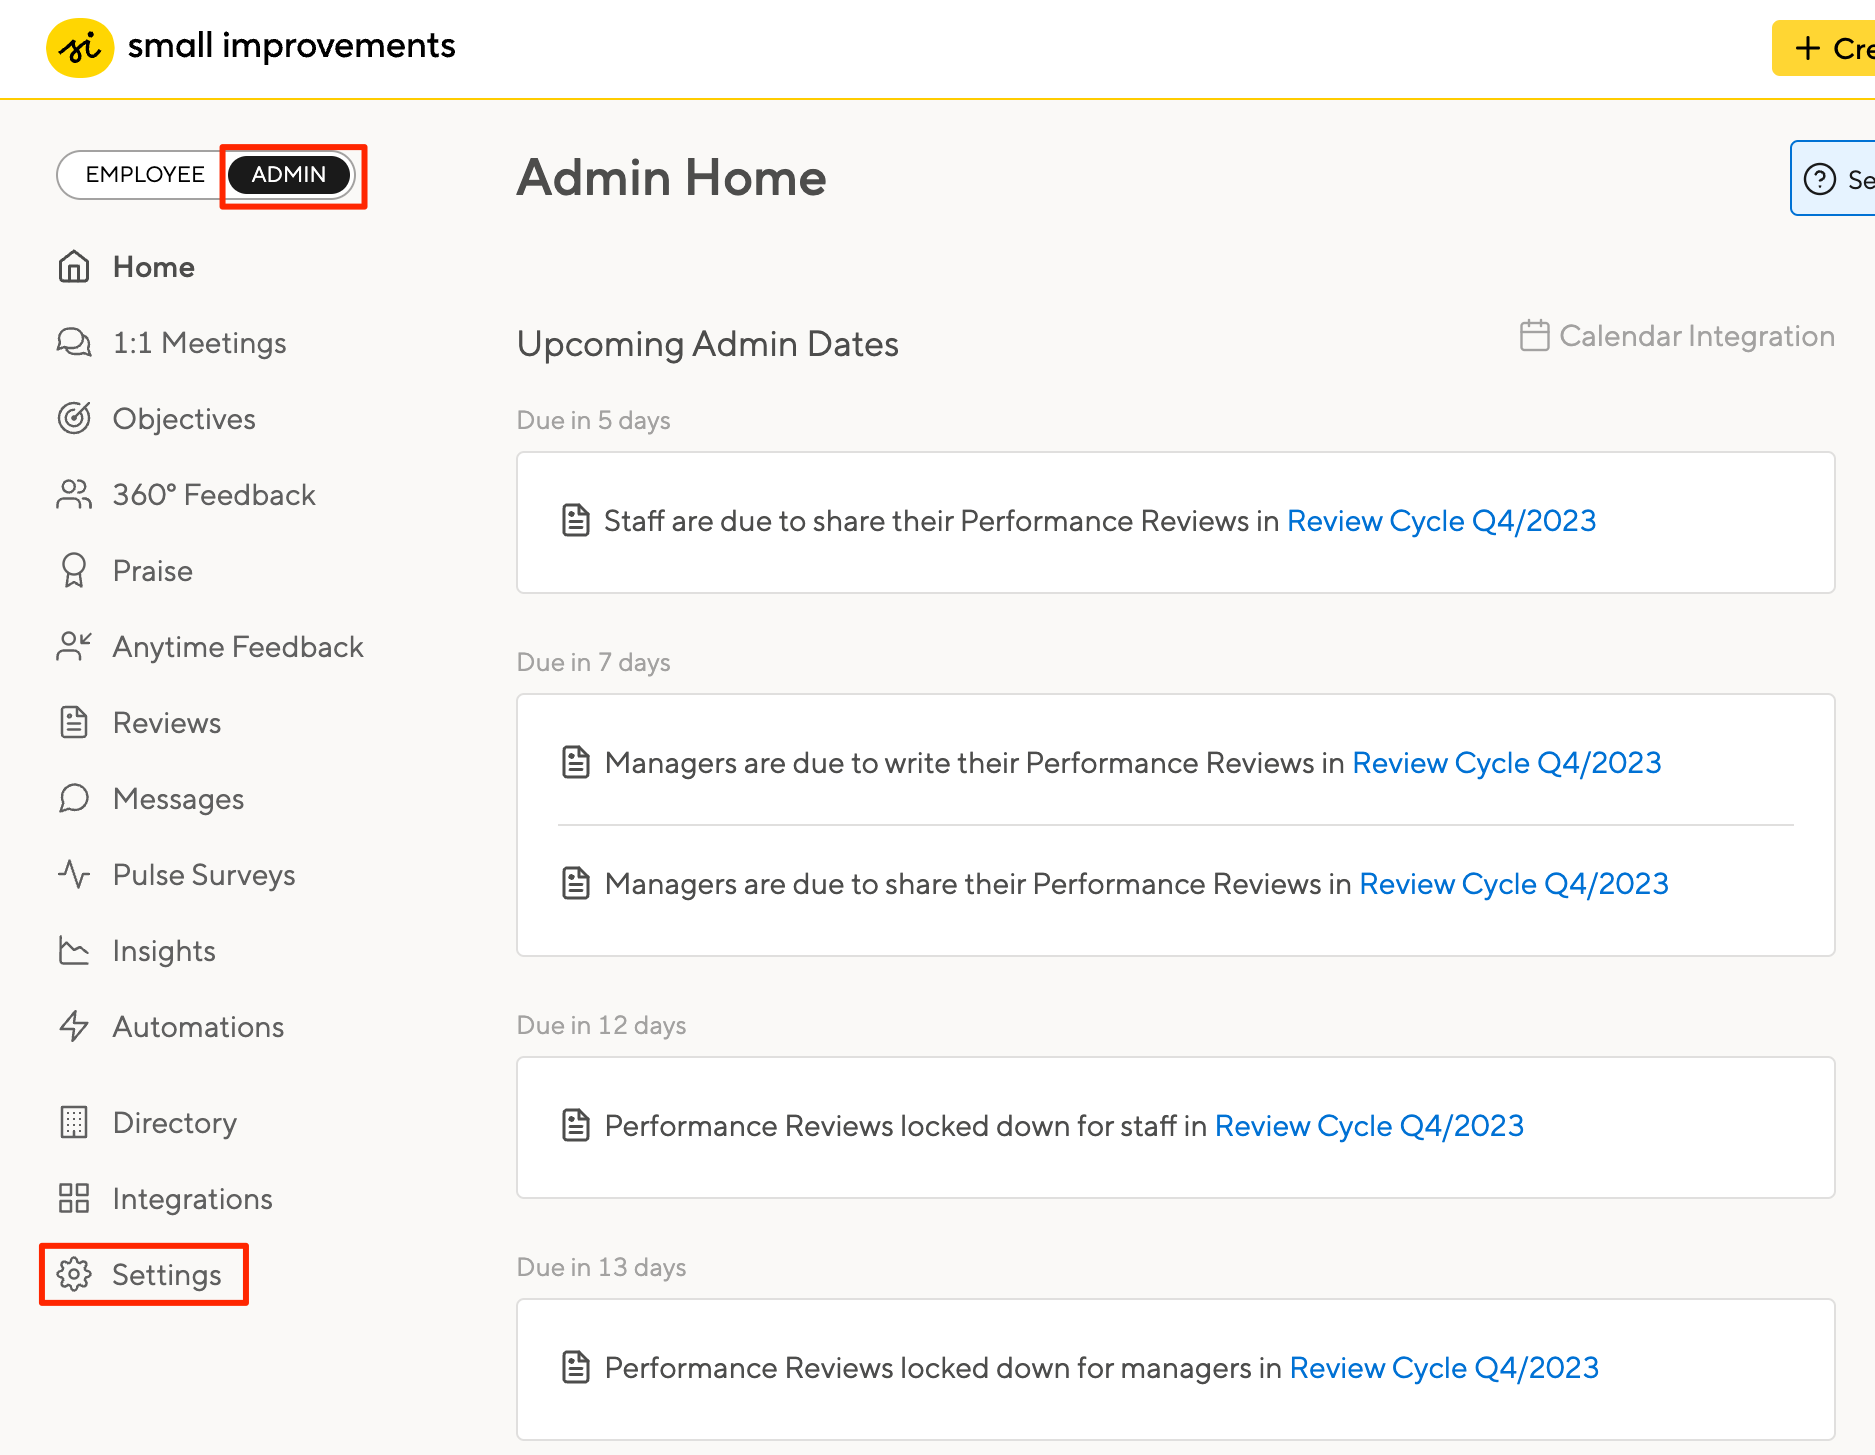 si small improvements
+ Cre
EMPLOYEE ADMIN
Admin Home
? Se
Home
1:1 Meetings
Objectives
360° Feedback
Praise
Anytime Feedback
Reviews
Messages
Pulse Surveys
Insights
Automations
Directory
Integrations
Settings
Upcoming Admin Dates
Calendar Integration
Due in 5 days
Staff are due to share their Performance Reviews in Review Cycle Q4/2023
Due in 7 days
Managers are due to write their Performance Reviews in Review Cycle Q4/2023
Managers are due to share their Performance Reviews in Review Cycle Q4/2023
Due in 12 days
Performance Reviews locked down for staff in Review Cycle Q4/2023
Due in 13 days
Performance Reviews locked down for managers in Review Cycle Q4/2023